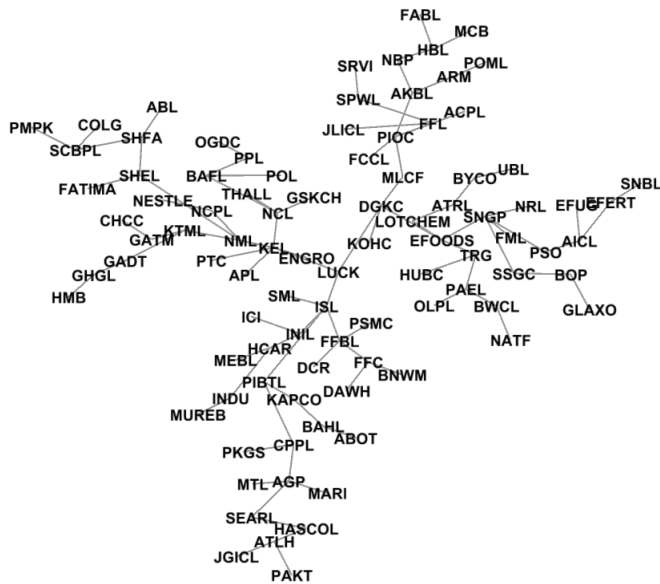 FABL
MCB
HBL
NBP
SRVI
POML
ARM
SPWL
AKBL
ABL
ACPL
PMPK
COLG
FFL
JLICL
SHFA
PIOC
SCBPL
OGDC
PPL
FCCL
SHEL
BAFL
POL
MLCF
UBL
FATIMA
BYCO
SNBL
THALL
GSKCH
NESTLE
DGKC
ATRL
EFUG
EFERT
NCPL
NCL
NRL
CHCC
LOTCHEM
SNGP
KTML
FML
GATM
NML
KOHC
EFOODS
AICL
KEL
PSO
PTC
ENGRO
TRG
GADT
LUCK
HUBC
SSGC
BOP
GHGL
APL
PAEL
HMB
SML
ISL
OLPL
BWCL
GLAXO
ICI
PSMC
INIL
NATF
HCAR
FFBL
MEBL
DCR
FFC
BNWM
PIBTL
DAWH
INDU
KAPCO
MUREB
BAHL
ABOT
PKGS
CPPL
MTL
AGP
MARI
SEARL
HASCOL
ATLH
JGICL
PAKT